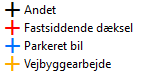 Andet
Fastsiddende dæksel
Parkeret bil
Vejbyggearbejde